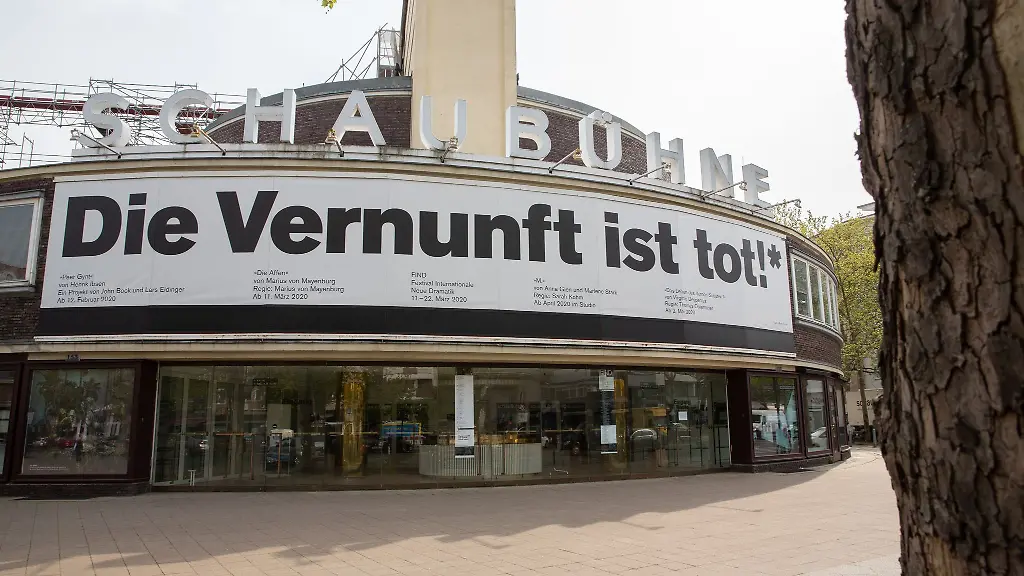 SCHAUBÜHNE
Die Vernunft ist tot!*
»Peer Gynt«
von Henrik Ibsen
Ein Projekt von John Bock und Lars Eidinger
Ab 12. Februar 2020
»Die Affen«
von Marius von Mayenburg
Regie: Marius von Mayenburg
Ab 11. März 2020
FIND
Festival Internationale
Neue Dramatik
11–22. März 2020
Regie: Sarah Kohm
Ab April 2020 im Studio